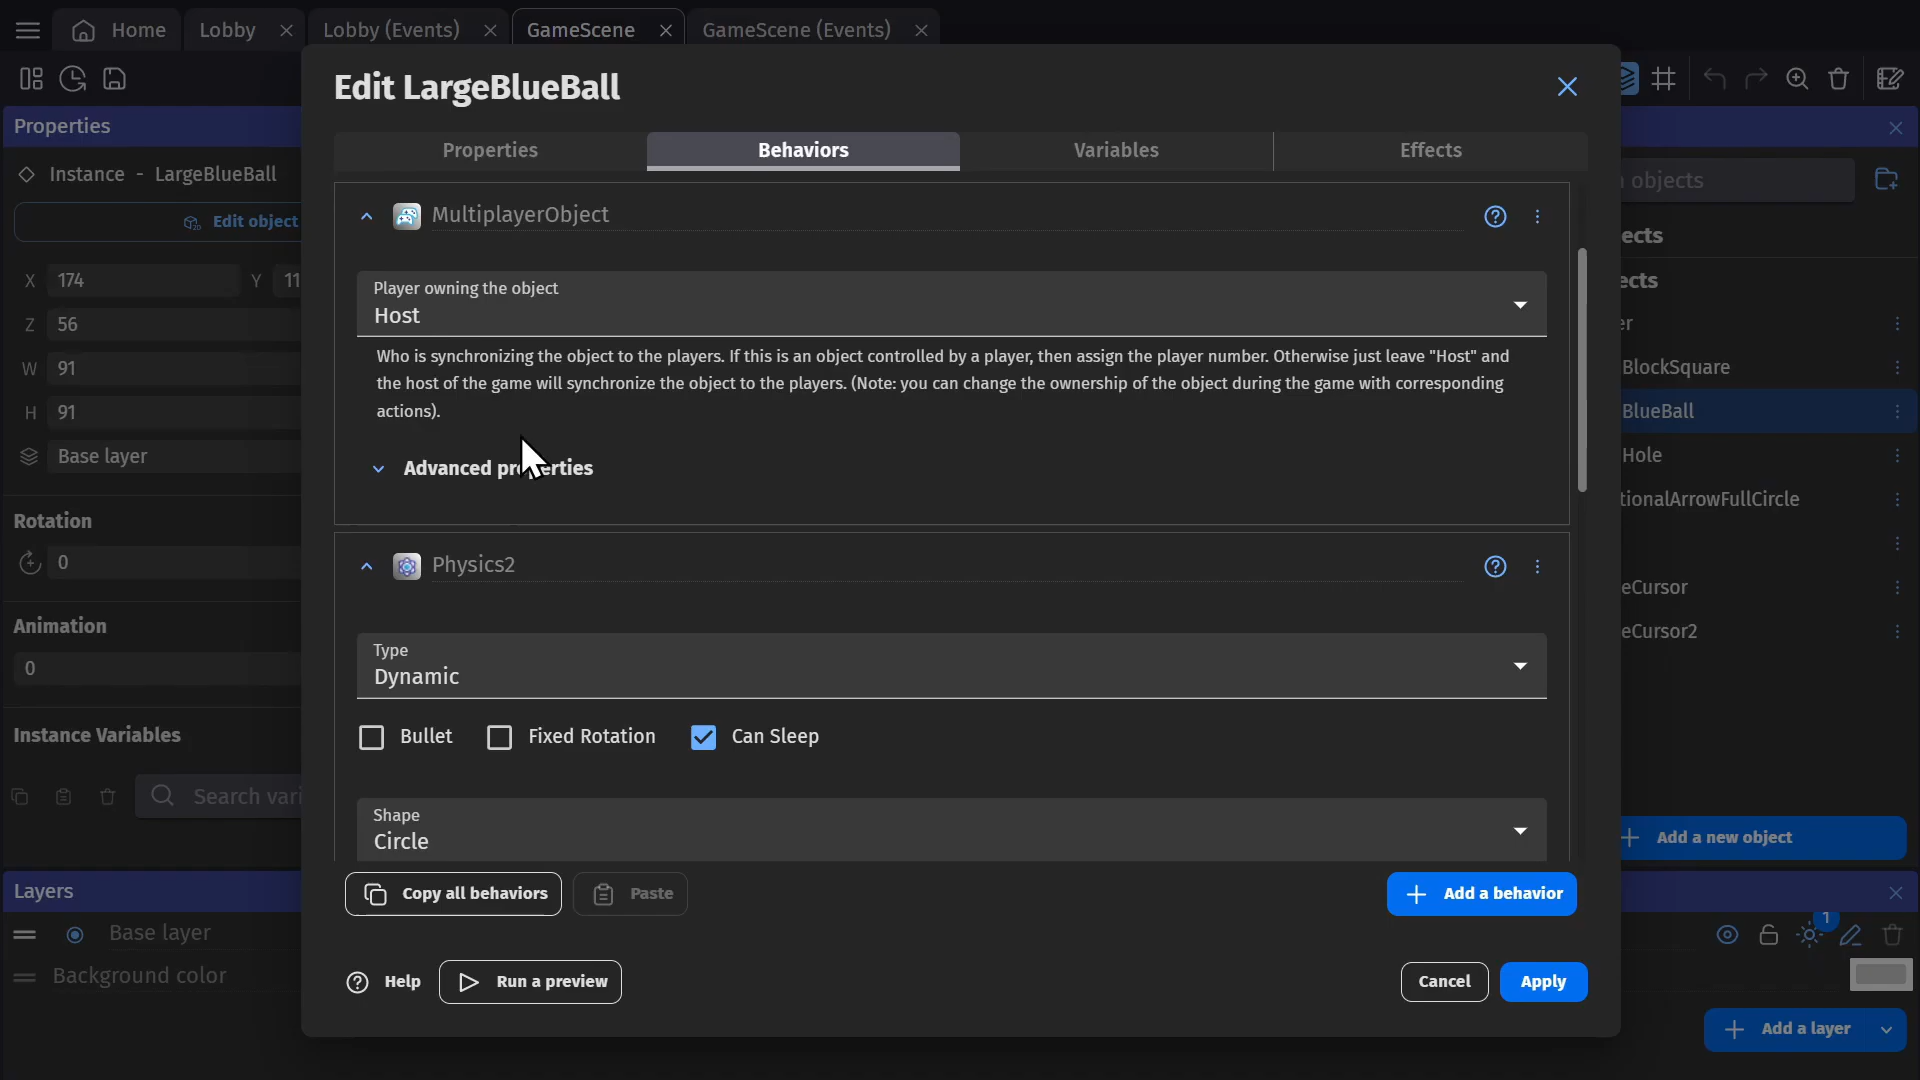 Home
Lobby
Lobby (Events)
GameScene
GameScene (Events)
Edit LargeBlueBall
Properties
Properties
Behaviors
Variables
Effects
Instance - LargeBlueBall
objects
Edit object
MultiplayerObject
ects
X 174 Y 11
Player owning the object
Host
ects
Z 56
er
W 91
Who is synchronizing the object to the players. If this is an object controlled by a player, then assign the player number. Otherwise just leave "Host" and
the host of the game will synchronize the object to the players. (Note: you can change the ownership of the object during the game with corresponding
actions).
BlockSquare
H 91
BlueBall
Base layer
Advanced properties
Hole
tionalArrowFullCircle
Rotation
0
Physics2
eCursor
Animation
eCursor2
0
Type
Dynamic
Instance Variables
Bullet
Fixed Rotation
Can Sleep
Search vari
Shape
Circle
Add a new object
Layers
Copy all behaviors
Paste
Add a behavior
Base layer
1
Background color
Help
Run a preview
Cancel
Apply
Add a layer